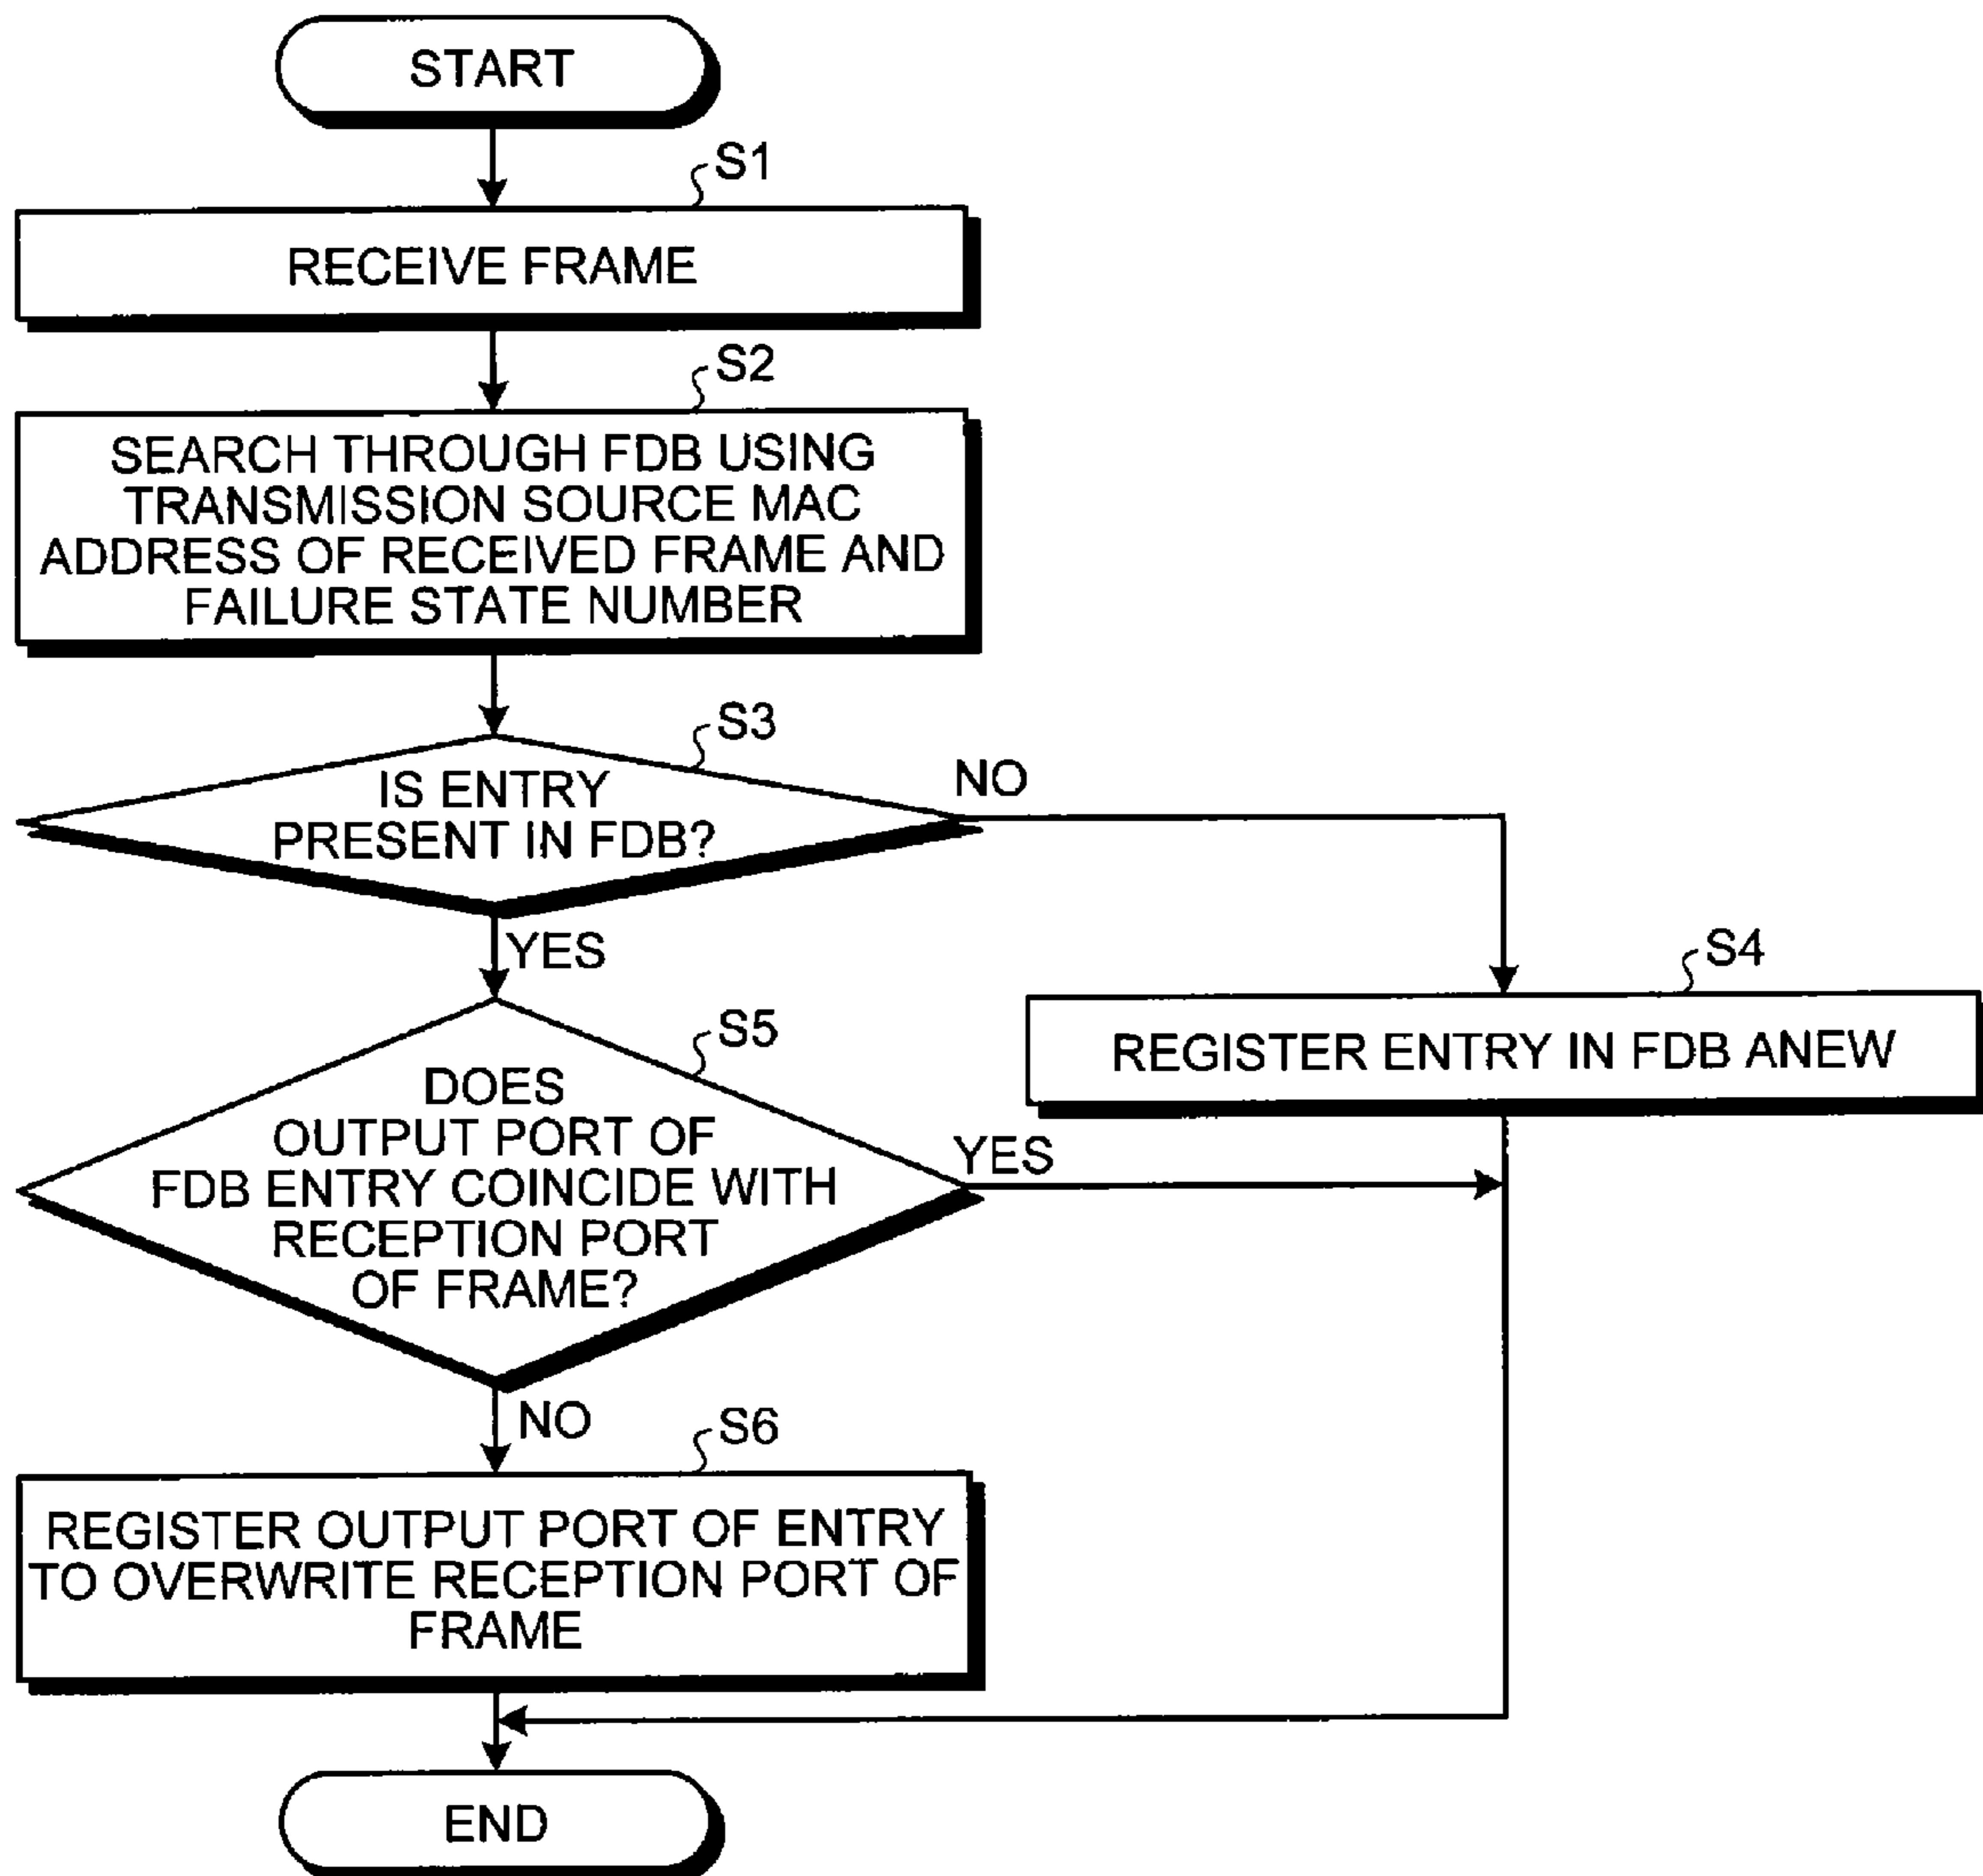 START
S1
RECEIVE FRAME
S2
SEARCH THROUGH FDB USING
TRANSMISSION SOURCE MAC
ADDRESS OF RECEIVED FRAME AND
FAILURE STATE NUMBER
S3
IS ENTRY
PRESENT IN FDB?
NO
YES
S4
REGISTER ENTRY IN FDB ANEW
S5
DOES
OUTPUT PORT OF
FDB ENTRY COINCIDE WITH
RECEPTION PORT
OF FRAME?
YES
NO
S6
REGISTER OUTPUT PORT OF ENTRY
TO OVERWRITE RECEPTION PORT OF
FRAME
END